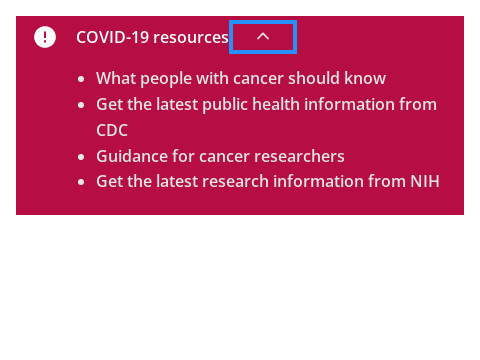 COVID-19 resources
What people with cancer should know
Get the latest public health information from
CDC
Guidance for cancer researchers
Get the latest research information from NIH